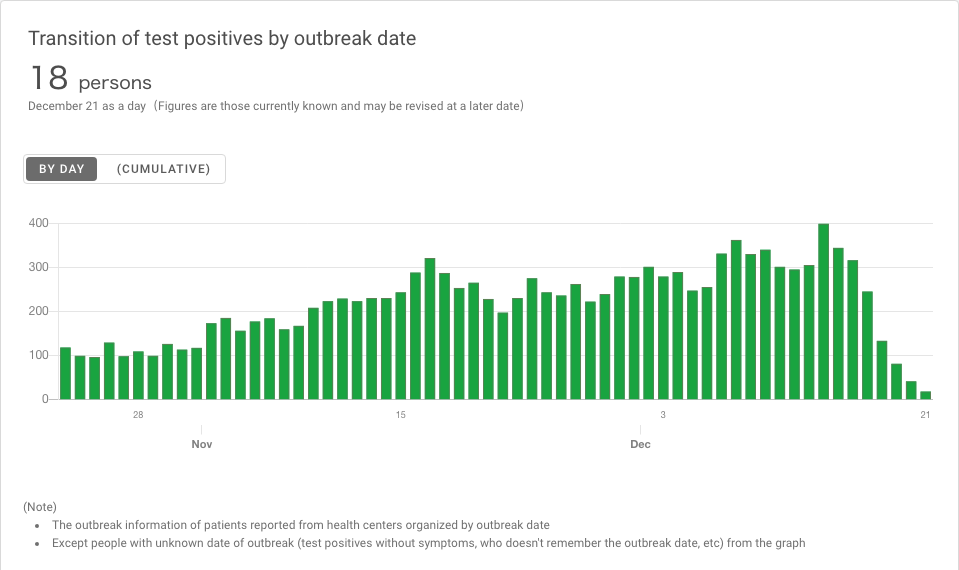 Transition of test positives by outbreak date
18 persons
December 21 as a day (Figures are those currently known and may be revised at a later date)
BY DAY (CUMULATIVE)
400
300
200
100
0
28 15 3 21
Nov Dec
(Note)
• The outbreak information of patients reported from health centers organized by outbreak date
• Except people with unknown date of outbreak (test positives without symptoms, who doesn't remember the outbreak date, etc) from the graph